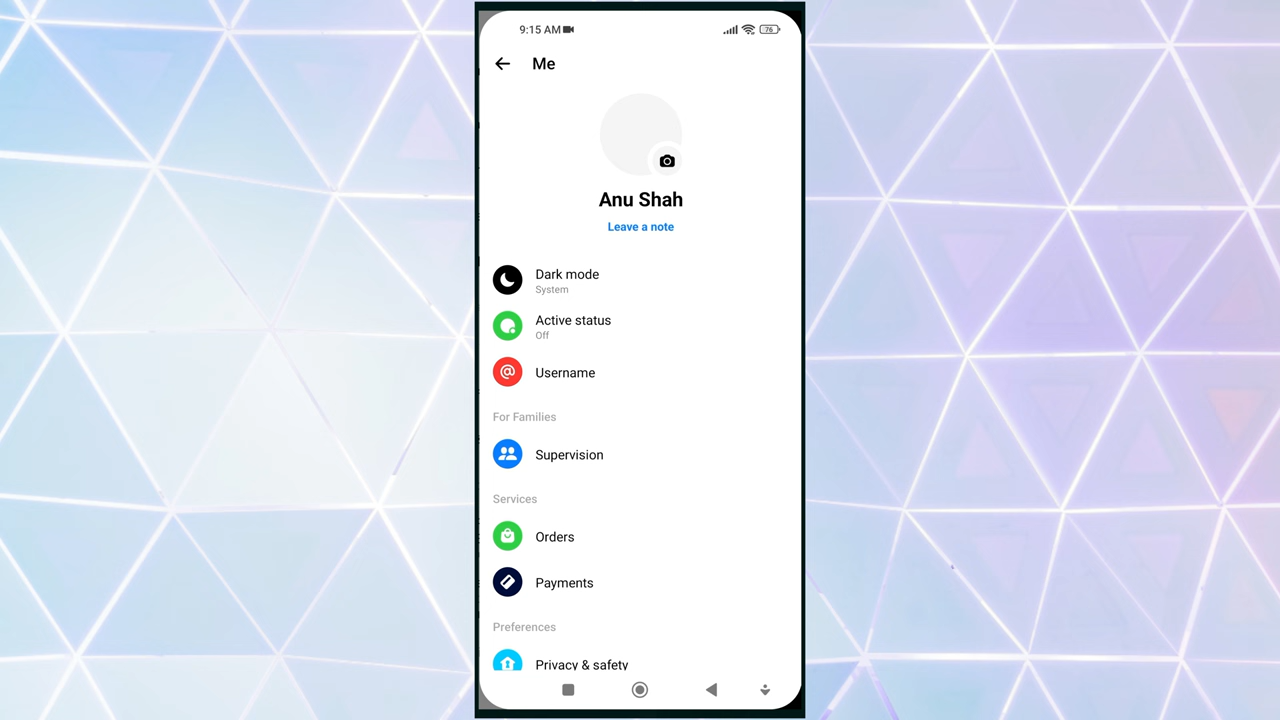 9:15 AM
76
Me
Anu Shah
Leave a note
Dark mode
System
Active status
Off
Username
For Families
Supervision
Services
Orders
Payments
Preferences
Privacy & safety